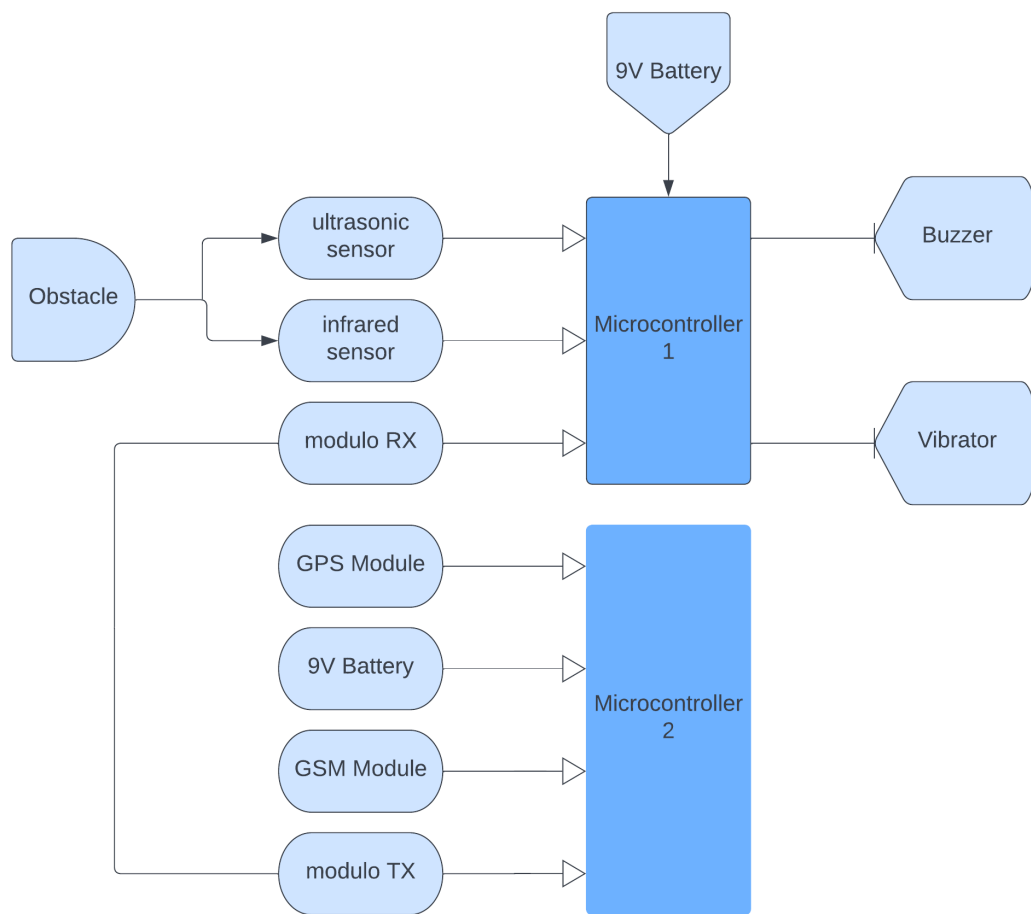 9V Battery
ultrasonic
sensor
Buzzer
Obstacle
infrared
sensor
Microcontroller
1
modulo RX
Vibrator
GPS Module
9V Battery
Microcontroller
2
GSM Module
modulo TX